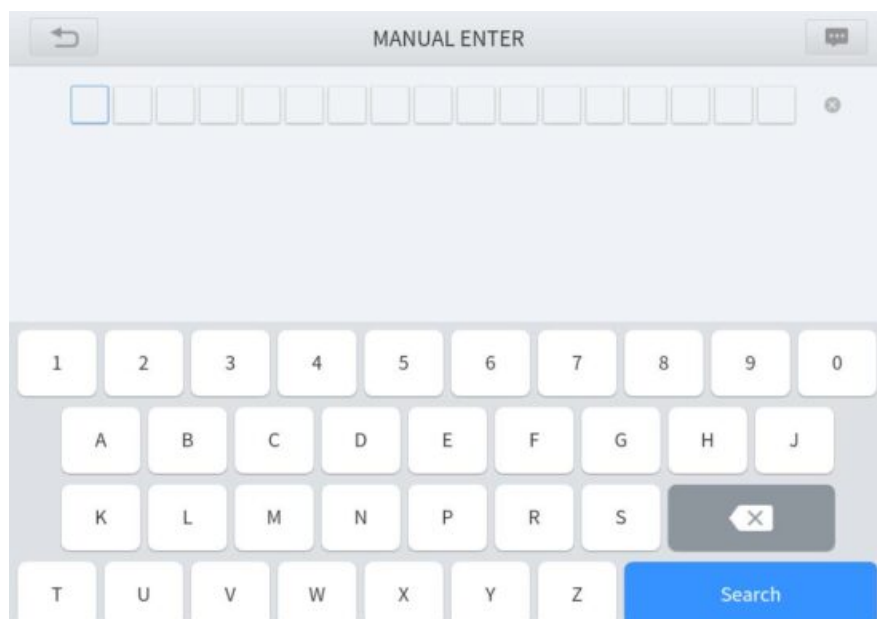 MANUAL ENTER
1 2 3 4 5 6 7 8 9 0
A B C D E F G H J
K L M N P R S
T U V W X Y Z Search